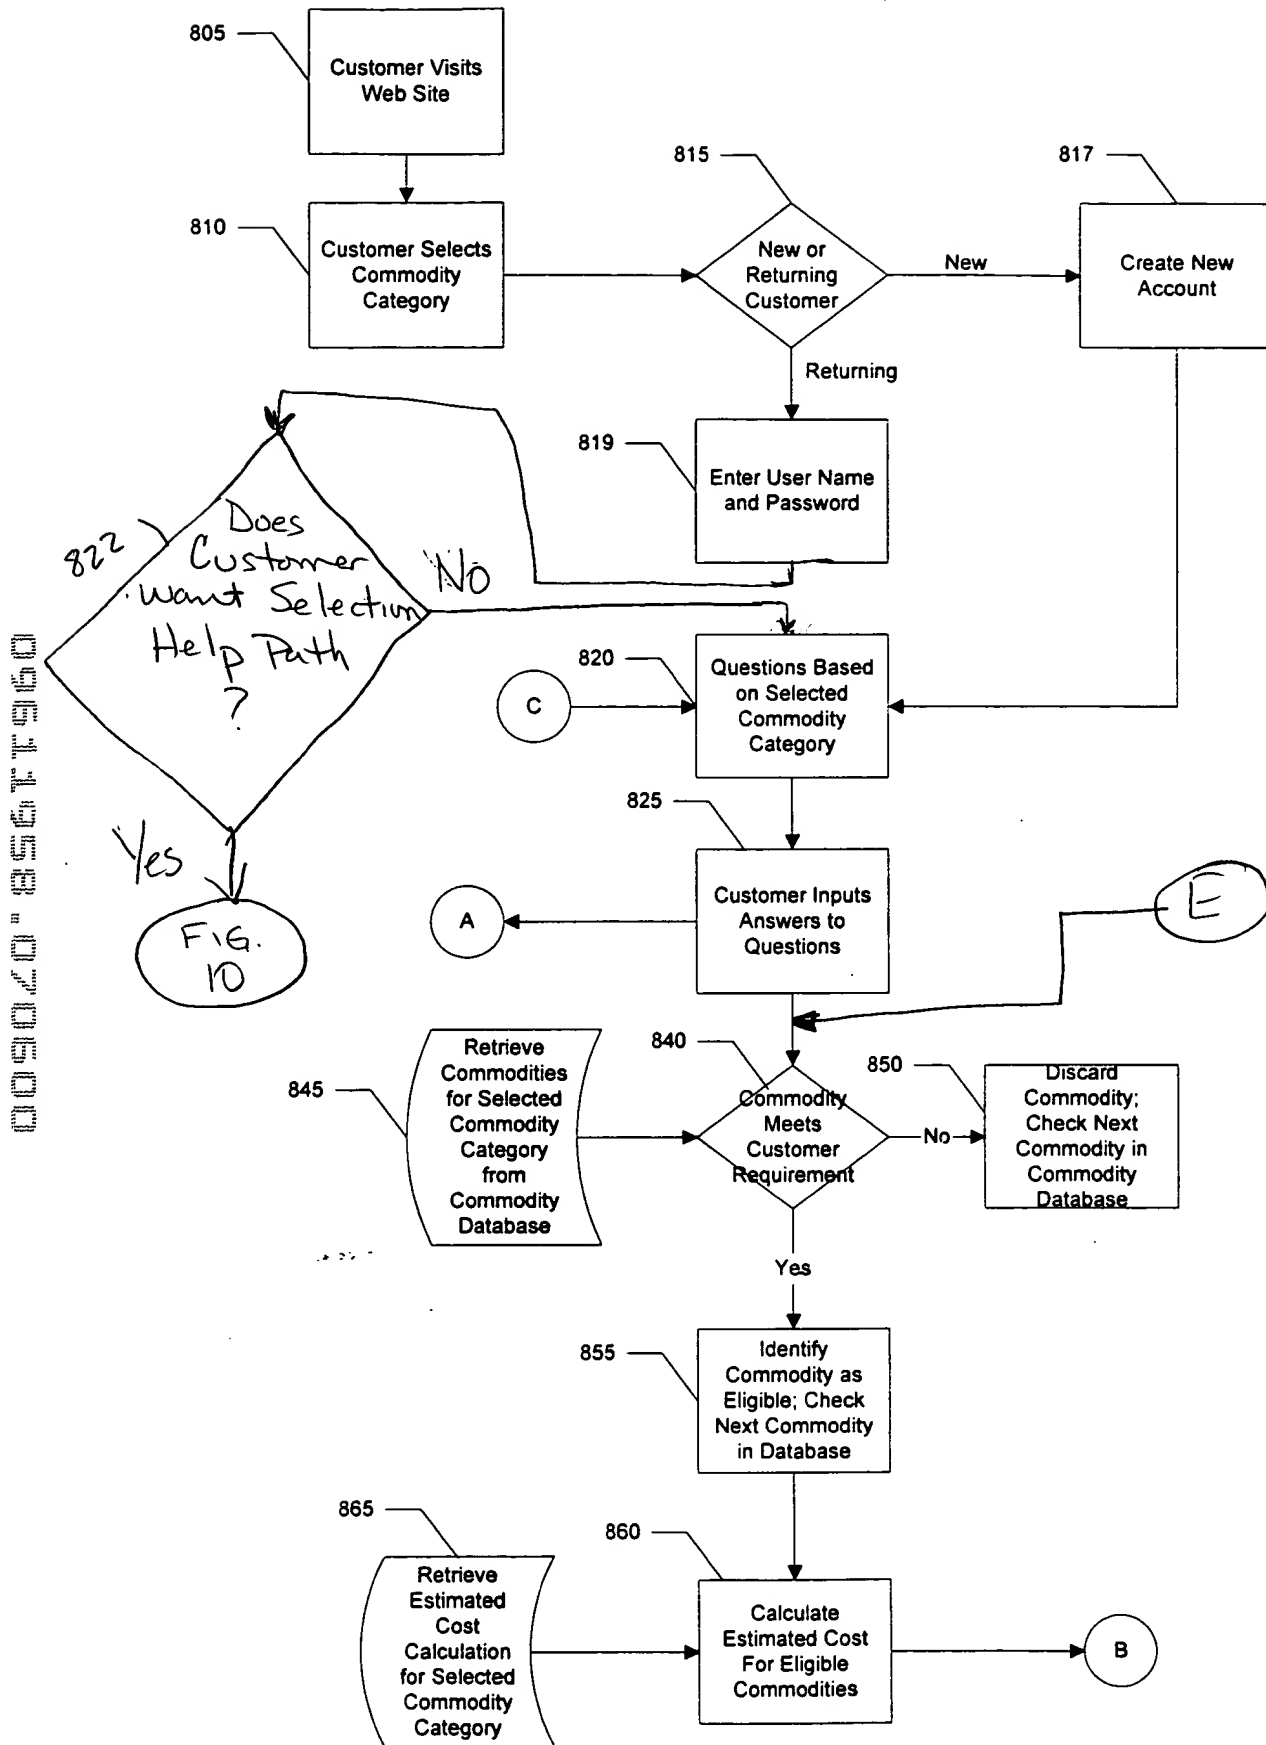 805
Customer Visits
Web Site
815
817
810
Customer Selects
Commodity
Category
New or
Returning
Customer
New
Create New
Account
Returning
819
Enter User Name
and Password
822
Does
Customer
Want Selection
Help Path
?
No
Yes
FIG.
10
820
C
Questions Based
on Selected
Commodity
Category
825
A
Customer Inputs
Answers to
Questions
E
845
Retrieve
Commodities
for Selected
Commodity
Category
from
Commodity
Database
840
Commodity
Meets
Customer
Requirement
No
850
Discard
Commodity;
Check Next
Commodity in
Commodity
Database
Yes
855
Identify
Commodity as
Eligible; Check
Next Commodity
in Database
865
Retrieve
Estimated
Cost
Calculation
for Selected
Commodity
Category
860
Calculate
Estimated Cost
For Eligible
Commodities
B
09611958.070600